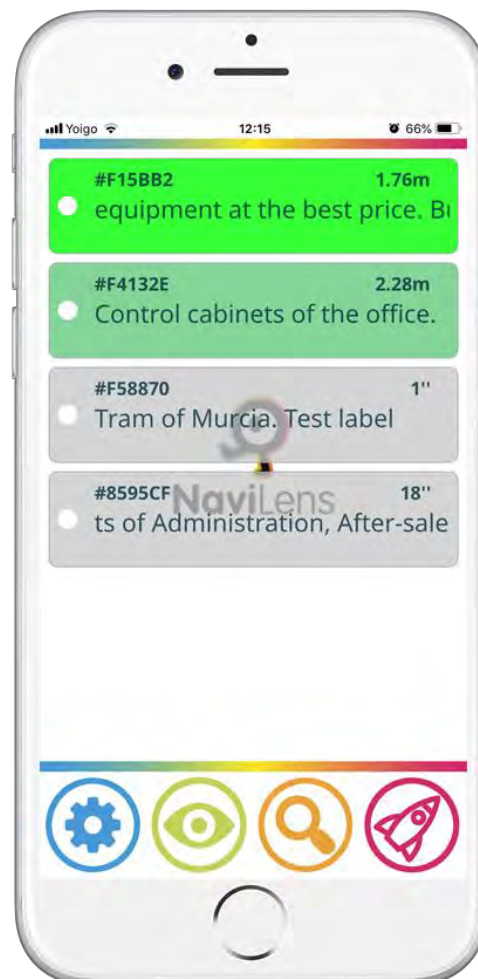 Yoigo 12:15 66%
#F15BB2 1.76m
equipment at the best price.
#F4132E 2.28m
Control cabinets of the office.
#F58870 1''
Tram of Murcia. Test label
#8595CF 18''
ts of Administration, After-sale
NaviLens